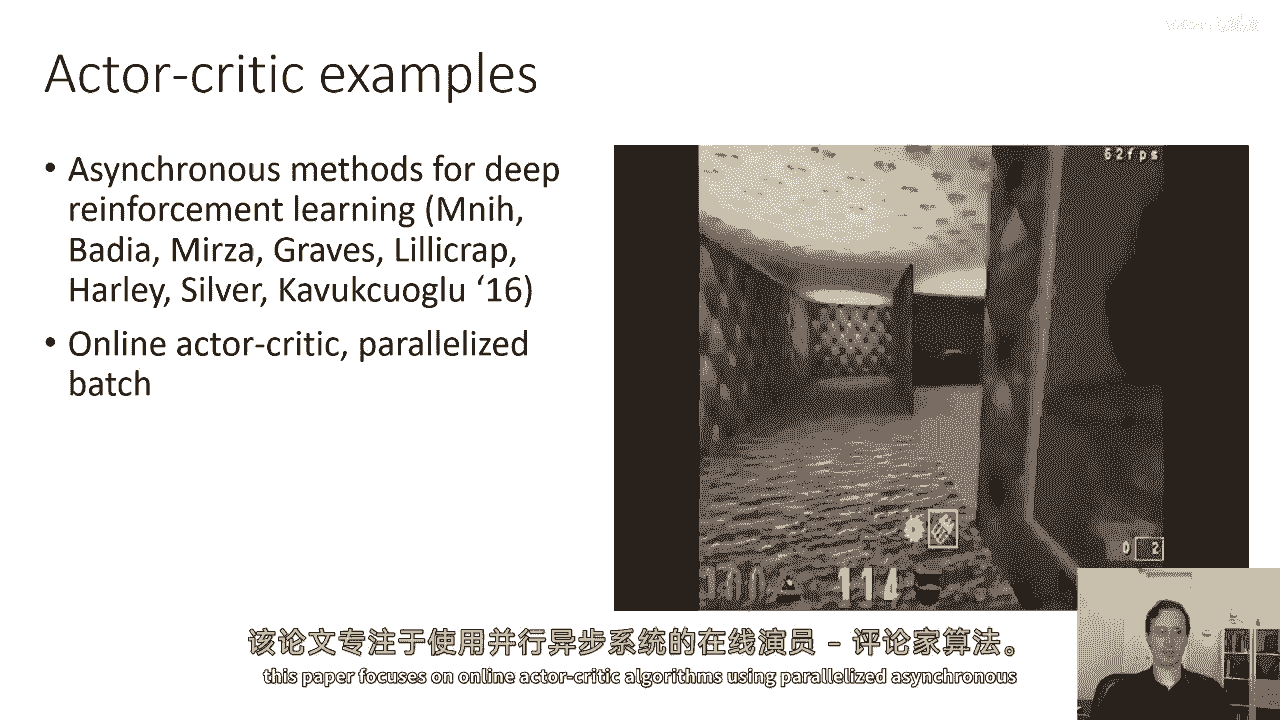 Actor-critic examples
• Asynchronous methods for deep
reinforcement learning (Mnih,
Badia, Mirza, Graves, Lillicrap,
Harley, Silver, Kavukcuoglu ‘16)
• Online actor-critic, parallelized
batch
62fps
100
114
0 2
该论文专注于使用并行异步系统的在线演员 – 评论家算法。
this paper focuses on online actor-critic algorithms using parallelized asynchronous